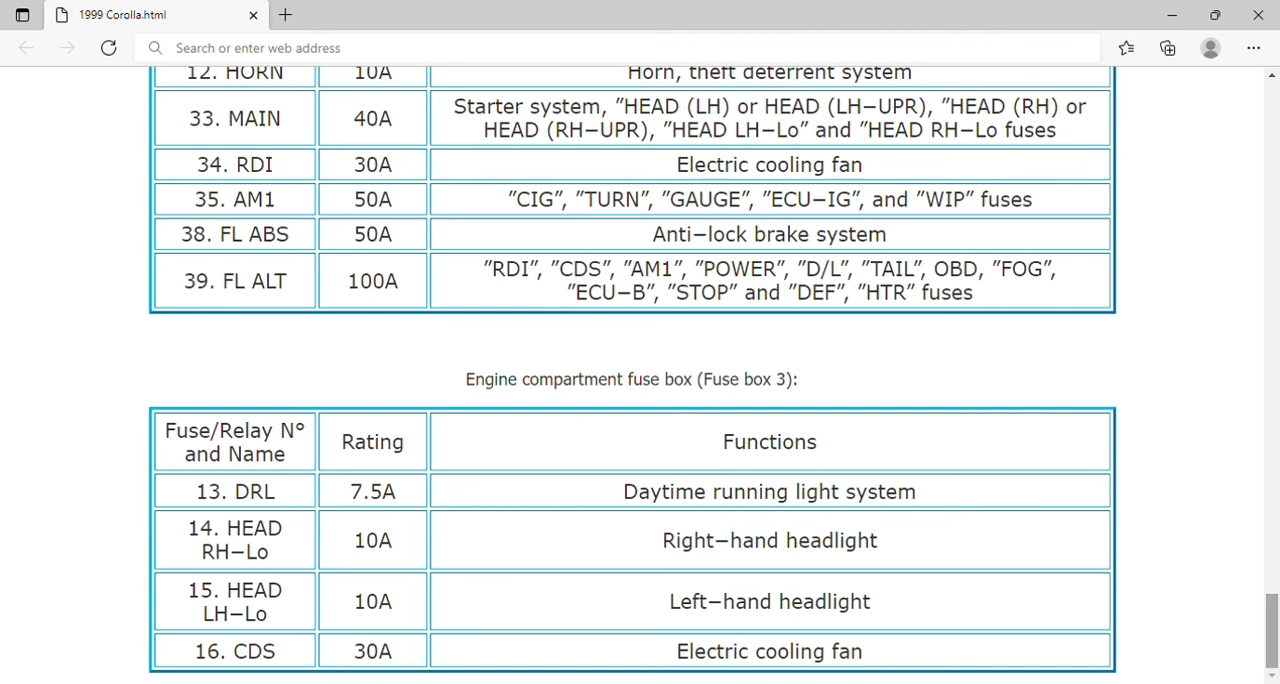 1999 Corolla.html
Search or enter web address
12. HORN 10A Horn, theft deterrent system
33. MAIN 40A Starter system, ″HEAD (LH) or HEAD (LH−UPR), ″HEAD (RH) or
HEAD (RH−UPR), ″HEAD LH−Lo″ and ″HEAD RH−Lo fuses
34. RDI 30A Electric cooling fan
35. AM1 50A ″CIG″, ″TURN″, ″GAUGE″, ″ECU−IG″, and ″WIP″ fuses
38. FL ABS 50A Anti−lock brake system
39. FL ALT 100A ″RDI″, ″CDS″, ″AM1″, ″POWER″, ″D/L″, ″TAIL″, OBD, ″FOG″,
″ECU−B″, ″STOP″ and ″DEF″, ″HTR″ fuses
Engine compartment fuse box (Fuse box 3):
Fuse/Relay N°
and Name Rating Functions
13. DRL 7.5A Daytime running light system
14. HEAD
RH−Lo 10A Right−hand headlight
15. HEAD
LH−Lo 10A Left−hand headlight
16. CDS 30A Electric cooling fan